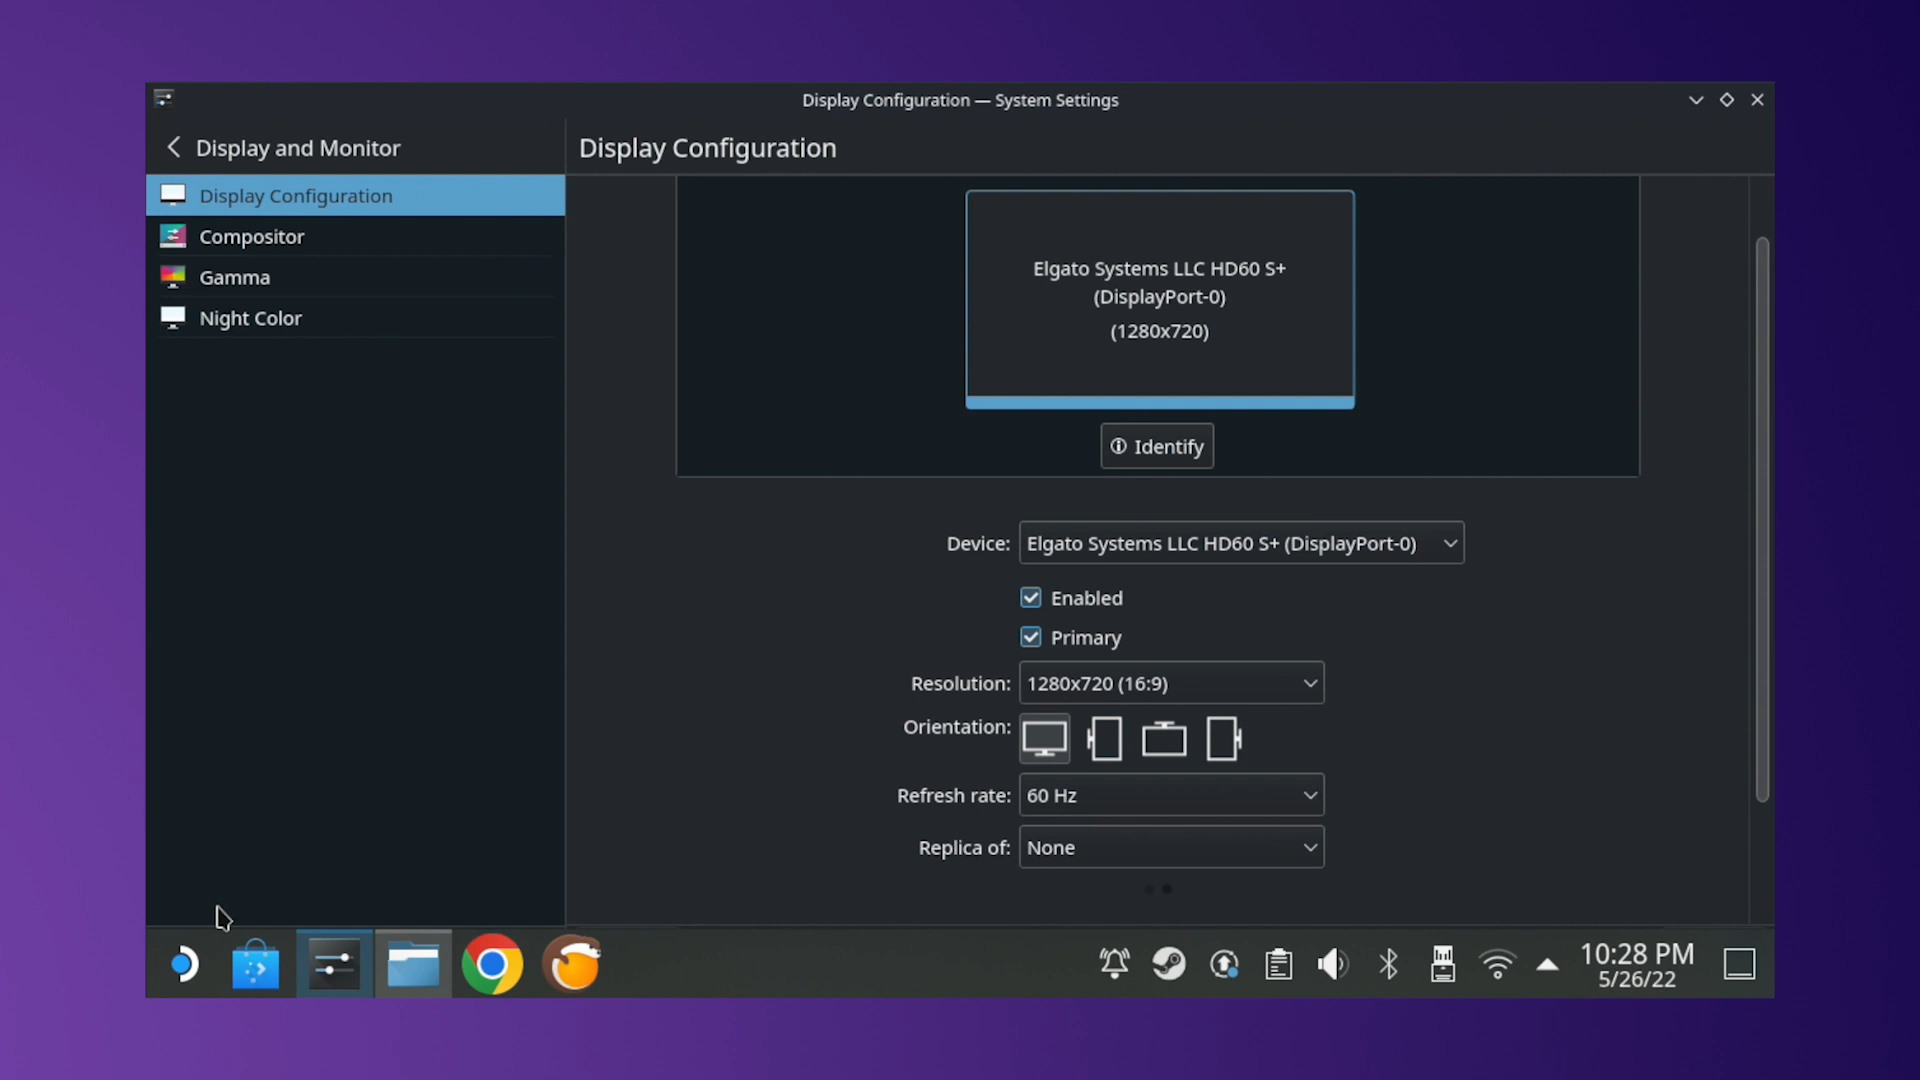 Display Configuration — System Settings
Display and Monitor
Display Configuration
Display Configuration
Compositor
Gamma
Night Color
Elgato Systems LLC HD60 S+
(DisplayPort-0)
(1280x720)
Identify
Device: Elgato Systems LLC HD60 S+ (DisplayPort-0)
Enabled
Primary
Resolution: 1280x720 (16:9)
Orientation:
Refresh rate: 60 Hz
Replica of: None
10:28 PM
5/26/22